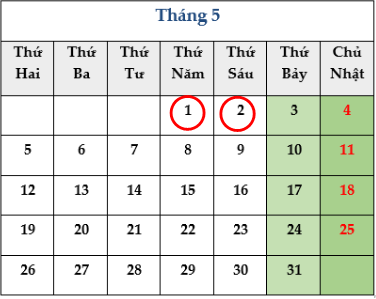 Tháng 5
Thứ Hai Thứ Ba Thứ Tư Thứ Năm Thứ Sáu Thứ Bảy Chủ Nhật
1 2 3 4
5 6 7 8 9 10 11
12 13 14 15 16 17 18
19 20 21 22 23 24 25
26 27 28 29 30 31